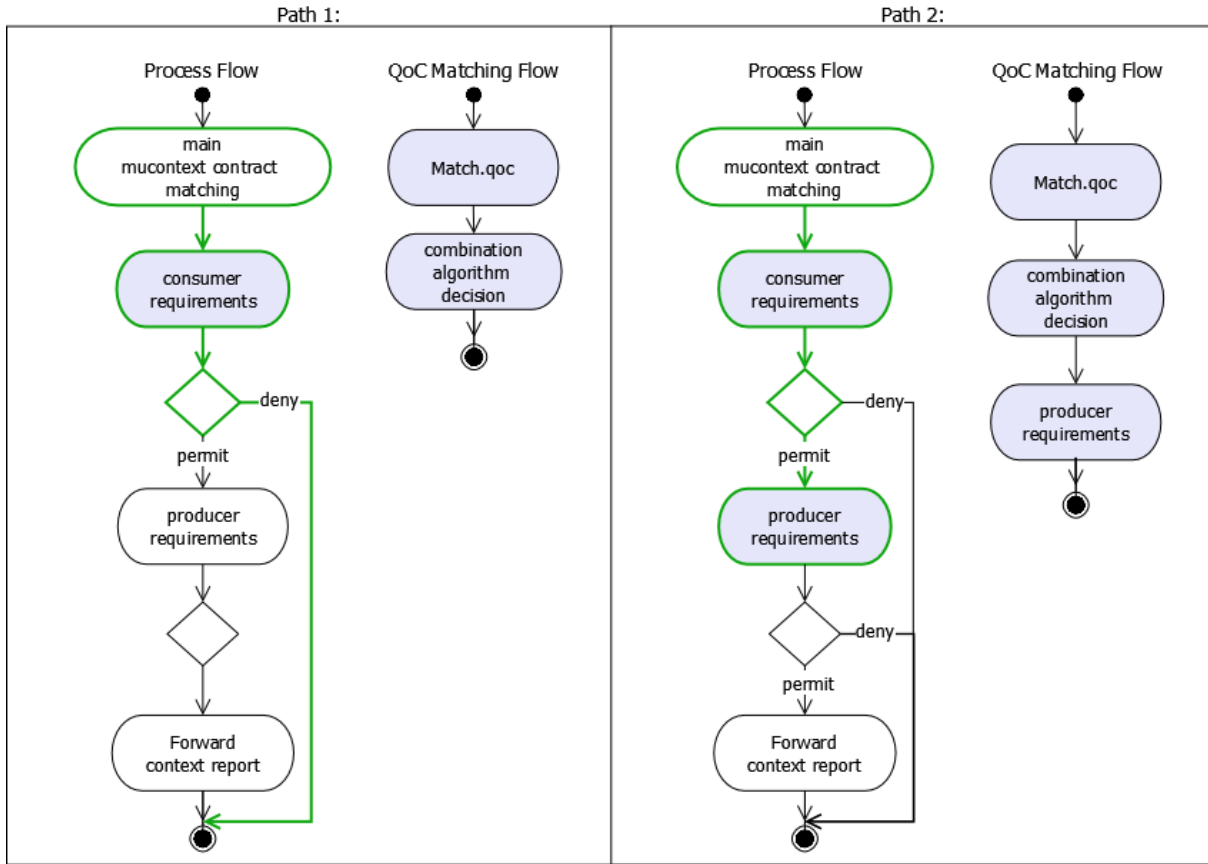 Path 1:
Process Flow
QoC Matching Flow
main
mucontext contract
matching
Match.qoc
consumer
requirements
combination
algorithm
decision
deny
permit
producer
requirements
Forward
context report
Path 2:
Process Flow
QoC Matching Flow
main
mucontext contract
matching
Match.qoc
consumer
requirements
combination
algorithm
decision
deny
permit
producer
requirements
producer
requirements
deny
permit
Forward
context report